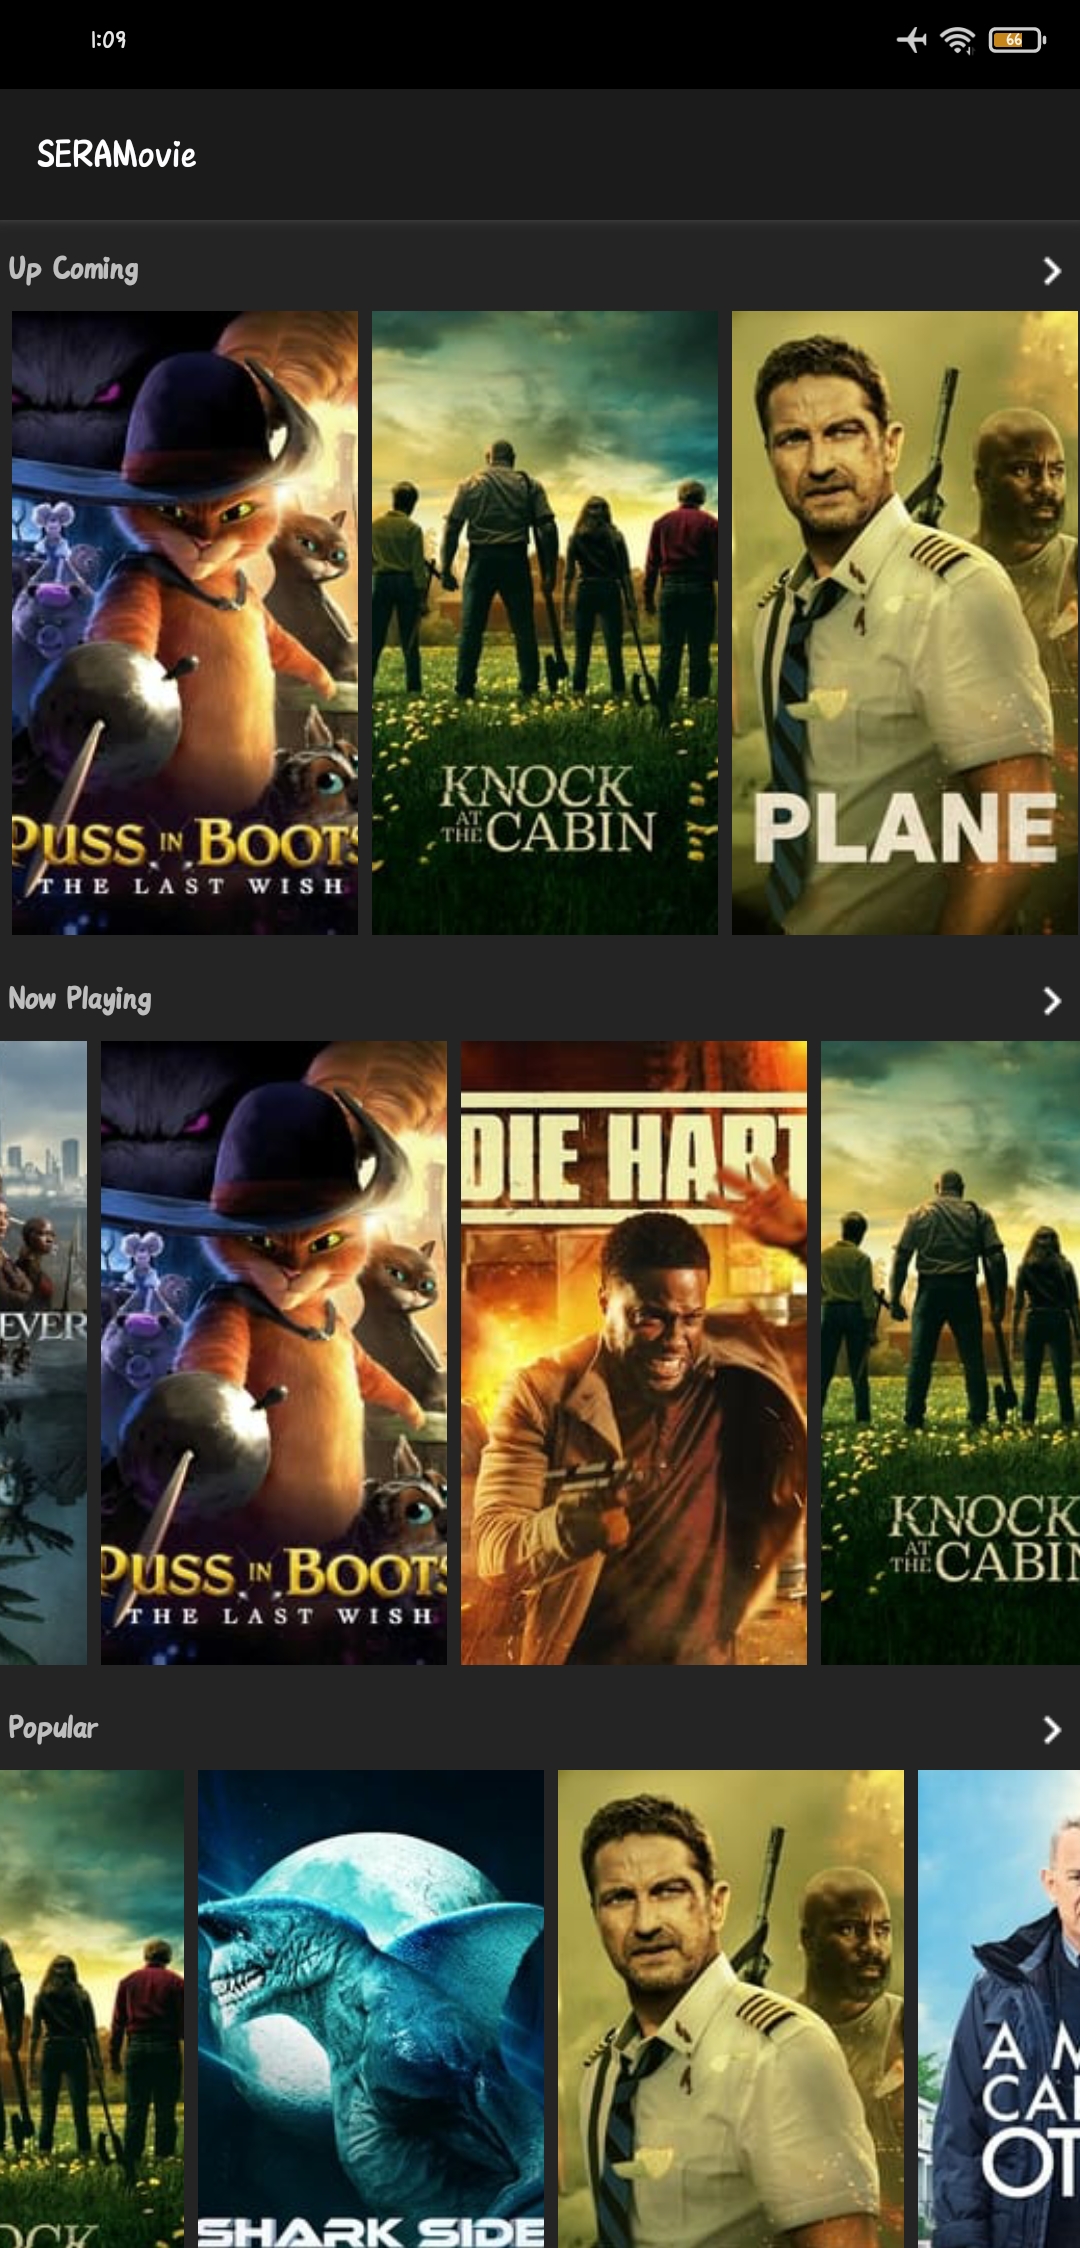 1:09
66
SERAMovie
Up Coming
PUSS IN BOOTS
THE LAST WISH
KNOCK
AT
THE CABIN
PLANE
Now Playing
EVER
PUSS IN BOOTS
THE LAST WISH
DIE HART
KNOCK
AT
THE CABIN
Popular
OCK
SHARK SIDE
A M
CA
OT